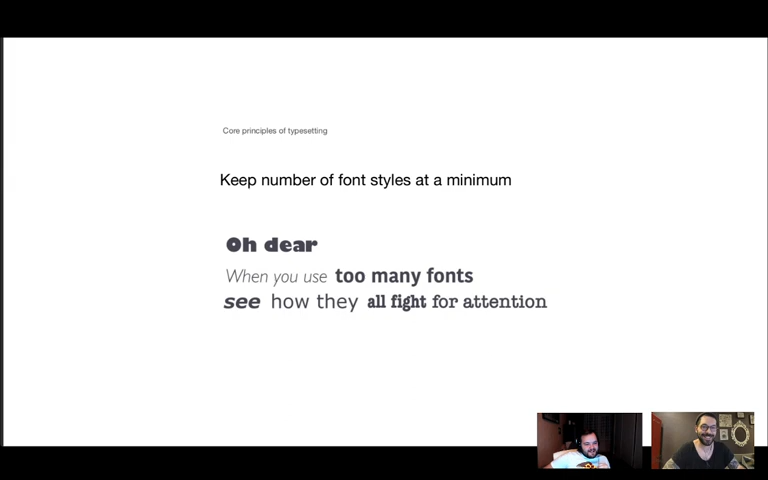 Core principles of typesetting
Keep number of font styles at a minimum
Oh dear
When you use too many fonts
see how they all fight for attention